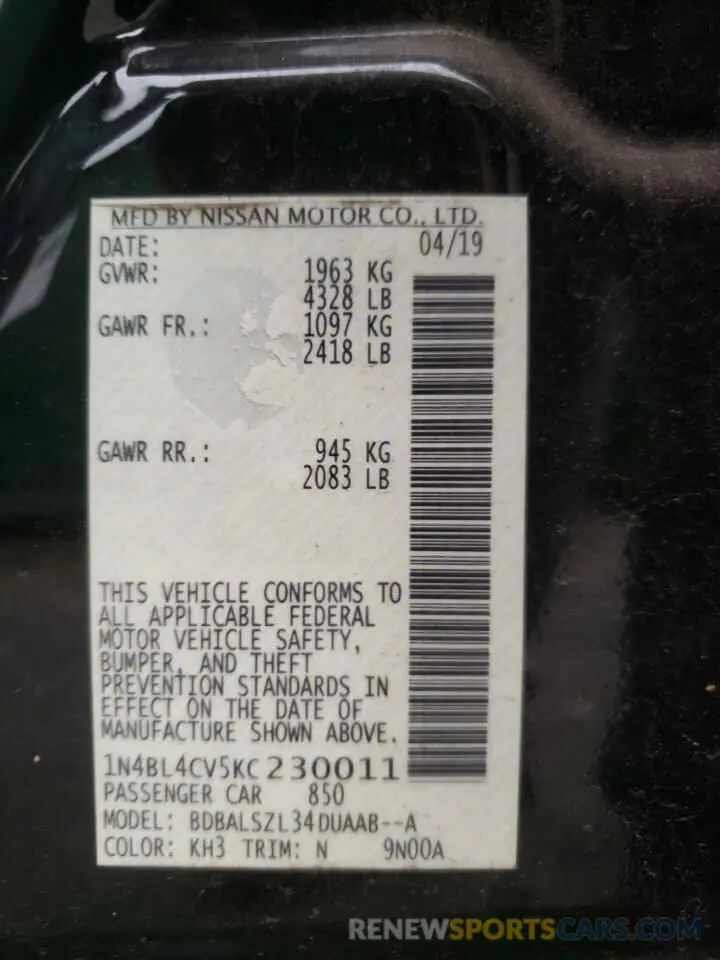 MFD BY NISSAN MOTOR CO., LTD.
DATE: 04/19
GVWR: 1963 KG
4328 LB
GAWR FR.: 1097 KG
2418 LB
GAWR RR.: 945 KG
2083 LB
THIS VEHICLE CONFORMS TO
ALL APPLICABLE FEDERAL
MOTOR VEHICLE SAFETY,
BUMPER, AND THEFT
PREVENTION STANDARDS IN
EFFECT ON THE DATE OF
MANUFACTURE SHOWN ABOVE.
1N4BL4CV5KC230011
PASSENGER CAR 850
MODEL: BDBALSZL34DUAAB--A
COLOR: KH3 TRIM: N 9N00A
RENEWSPORTSCARS.COM